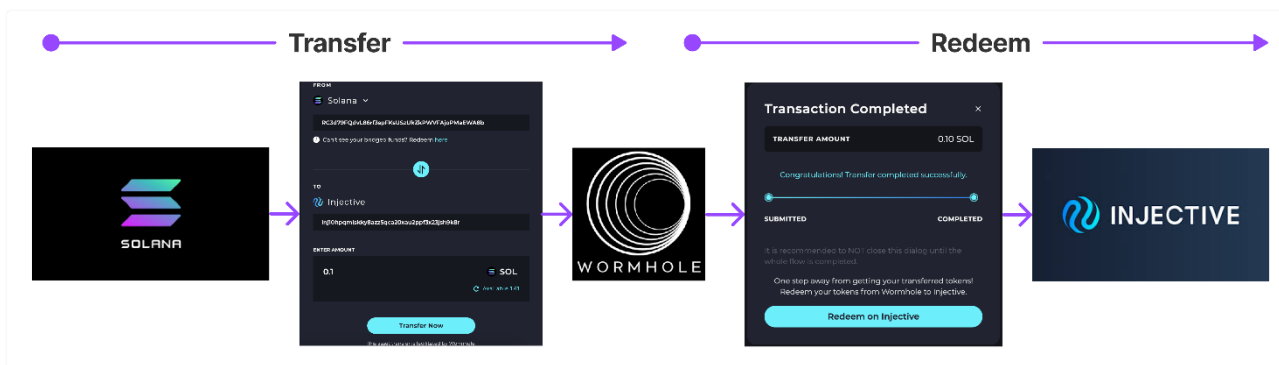 Transfer
Redeem
SOLANA
FROM
Solana
Can't see your bridged funds? Redeem here
TO
Injective
ENTER AMOUNT
0.1
SOL
Available 1.41
Transfer Now
WORMHOLE
Transaction Completed
TRANSFER AMOUNT 0.10 SOL
Congratulations! Transfer completed successfully.
SUBMITTED COMPLETED
It is recommended to NOT close this dialog until the
whole flow is completed.
One step away from getting your transferred tokens!
Redeem your tokens from Wormhole to Injective.
Redeem on Injective
INJECTIVE